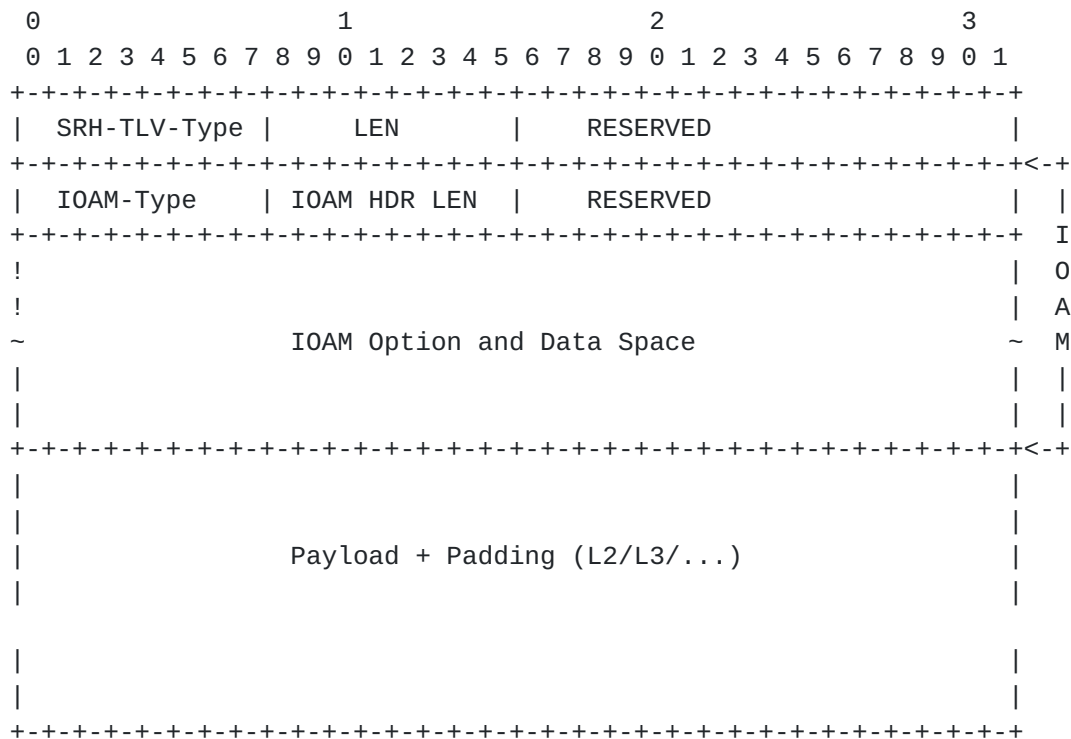 0                   1                   2                   3
 0 1 2 3 4 5 6 7 8 9 0 1 2 3 4 5 6 7 8 9 0 1 2 3 4 5 6 7 8 9 0 1
+-+-+-+-+-+-+-+-+-+-+-+-+-+-+-+-+-+-+-+-+-+-+-+-+-+-+-+-+-+-+-+-+
|  SRH-TLV-Type |     LEN       |    RESERVED                   |
+-+-+-+-+-+-+-+-+-+-+-+-+-+-+-+-+-+-+-+-+-+-+-+-+-+-+-+-+-+-+-+-+<-+
|  IOAM-Type    | IOAM HDR LEN  |    RESERVED                   |  |
+-+-+-+-+-+-+-+-+-+-+-+-+-+-+-+-+-+-+-+-+-+-+-+-+-+-+-+-+-+-+-+-+  I
!                                                               |  O
!                                                               |  A
~                 IOAM Option and Data Space                    ~  M
|                                                               |  |
|                                                               |  |
+-+-+-+-+-+-+-+-+-+-+-+-+-+-+-+-+-+-+-+-+-+-+-+-+-+-+-+-+-+-+-+-+<-+
|                                                               |
|                                                               |
|                 Payload + Padding (L2/L3/...)                 |
|                                                               |

|                                                               |
|                                                               |
+-+-+-+-+-+-+-+-+-+-+-+-+-+-+-+-+-+-+-+-+-+-+-+-+-+-+-+-+-+-+-+-+